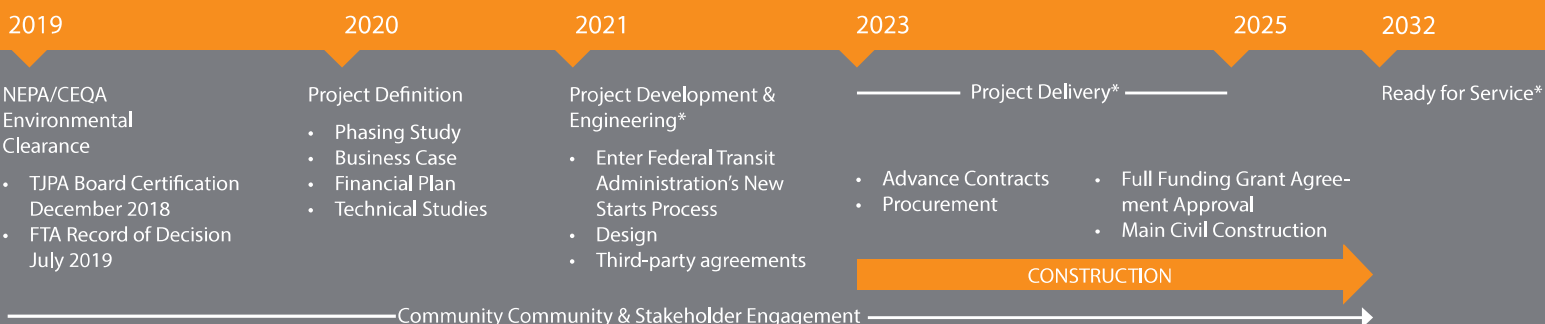 2019
2020
2021
2023
2025
2032
NEPA/CEQA
Environmental
Clearance
• TJPA Board Certification
December 2018
• FTA Record of Decision
July 2019
Project Definition
• Phasing Study
• Business Case
• Financial Plan
• Technical Studies
Project Development &
Engineering*
• Enter Federal Transit
Administration's New
Starts Process
• Design
• Third-party agreements
Project Delivery*
• Advance Contracts
• Procurement
• Full Funding Grant Agree-
ment Approval
• Main Civil Construction
Ready for Service*
CONSTRUCTION
Community Community & Stakeholder Engagement